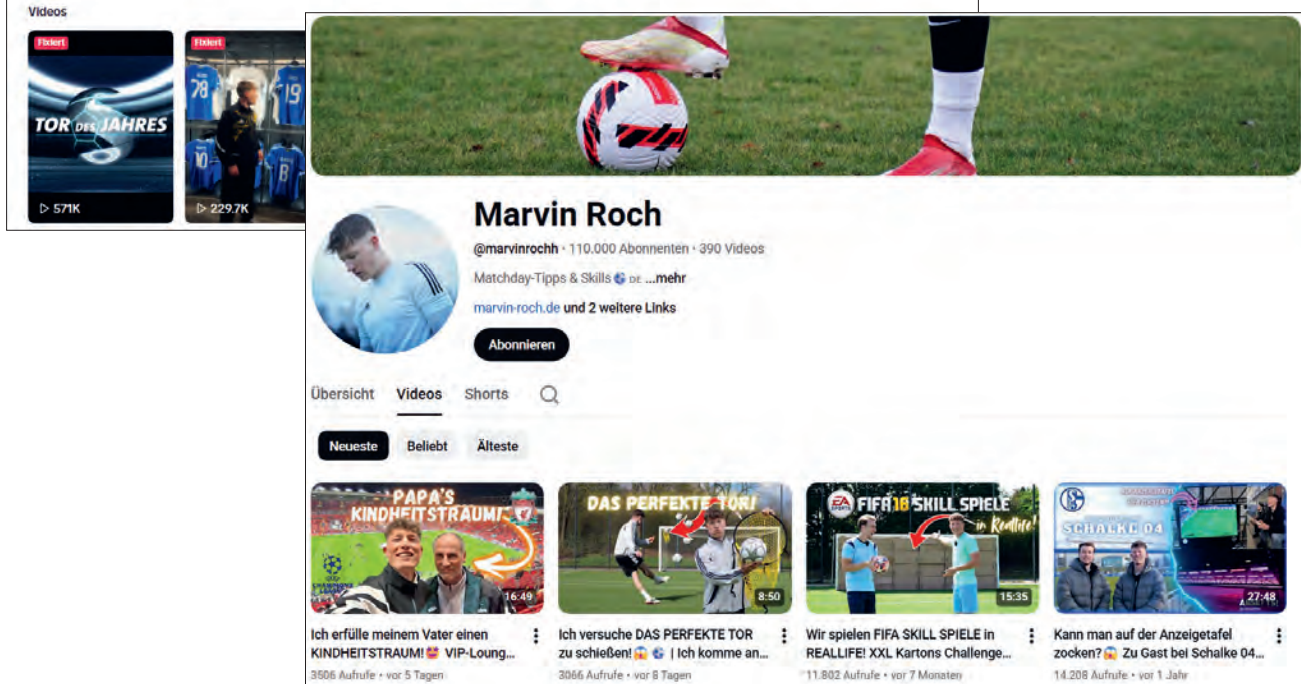 Videos
Fixiert
TOR DES JAHRES
571K
Fixiert
78
19
10
B
229.7K
Marvin Roch
@marvinrochh • 110.000 Abonnenten • 390 Videos
Matchday-Tipps & Skills DE ...mehr
marvin-roch.de und 2 weitere Links
Abonnieren
Übersicht Videos Shorts
Neueste Beliebt Älteste
PAPA'S
KINDHEITSTRAUM!
CHAMPIONS
16:49
Ich erfülle meinem Vater einen
KINDHEITSTRAUM! VIP-Loung...
3506 Aufrufe • vor 5 Tagen
DAS PERFEKTE TOR!
8:50
Ich versuche DAS PERFEKTE TOR
zu schießen! | Ich komme an...
3066 Aufrufe • vor 8 Tagen
EA
SPORTS
FIFA 18 SKILL SPIELE
in Reallife!
15:35
Wir spielen FIFA SKILL SPIELE in
REALLIFE! XXL Kartons Challenge...
11.802 Aufrufe • vor 7 Monaten
SCHALKE 04
27:48
Kann man auf der Anzeigetafel
zocken? Zu Gast bei Schalke 04...
14.208 Aufrufe • vor 1 Jahr